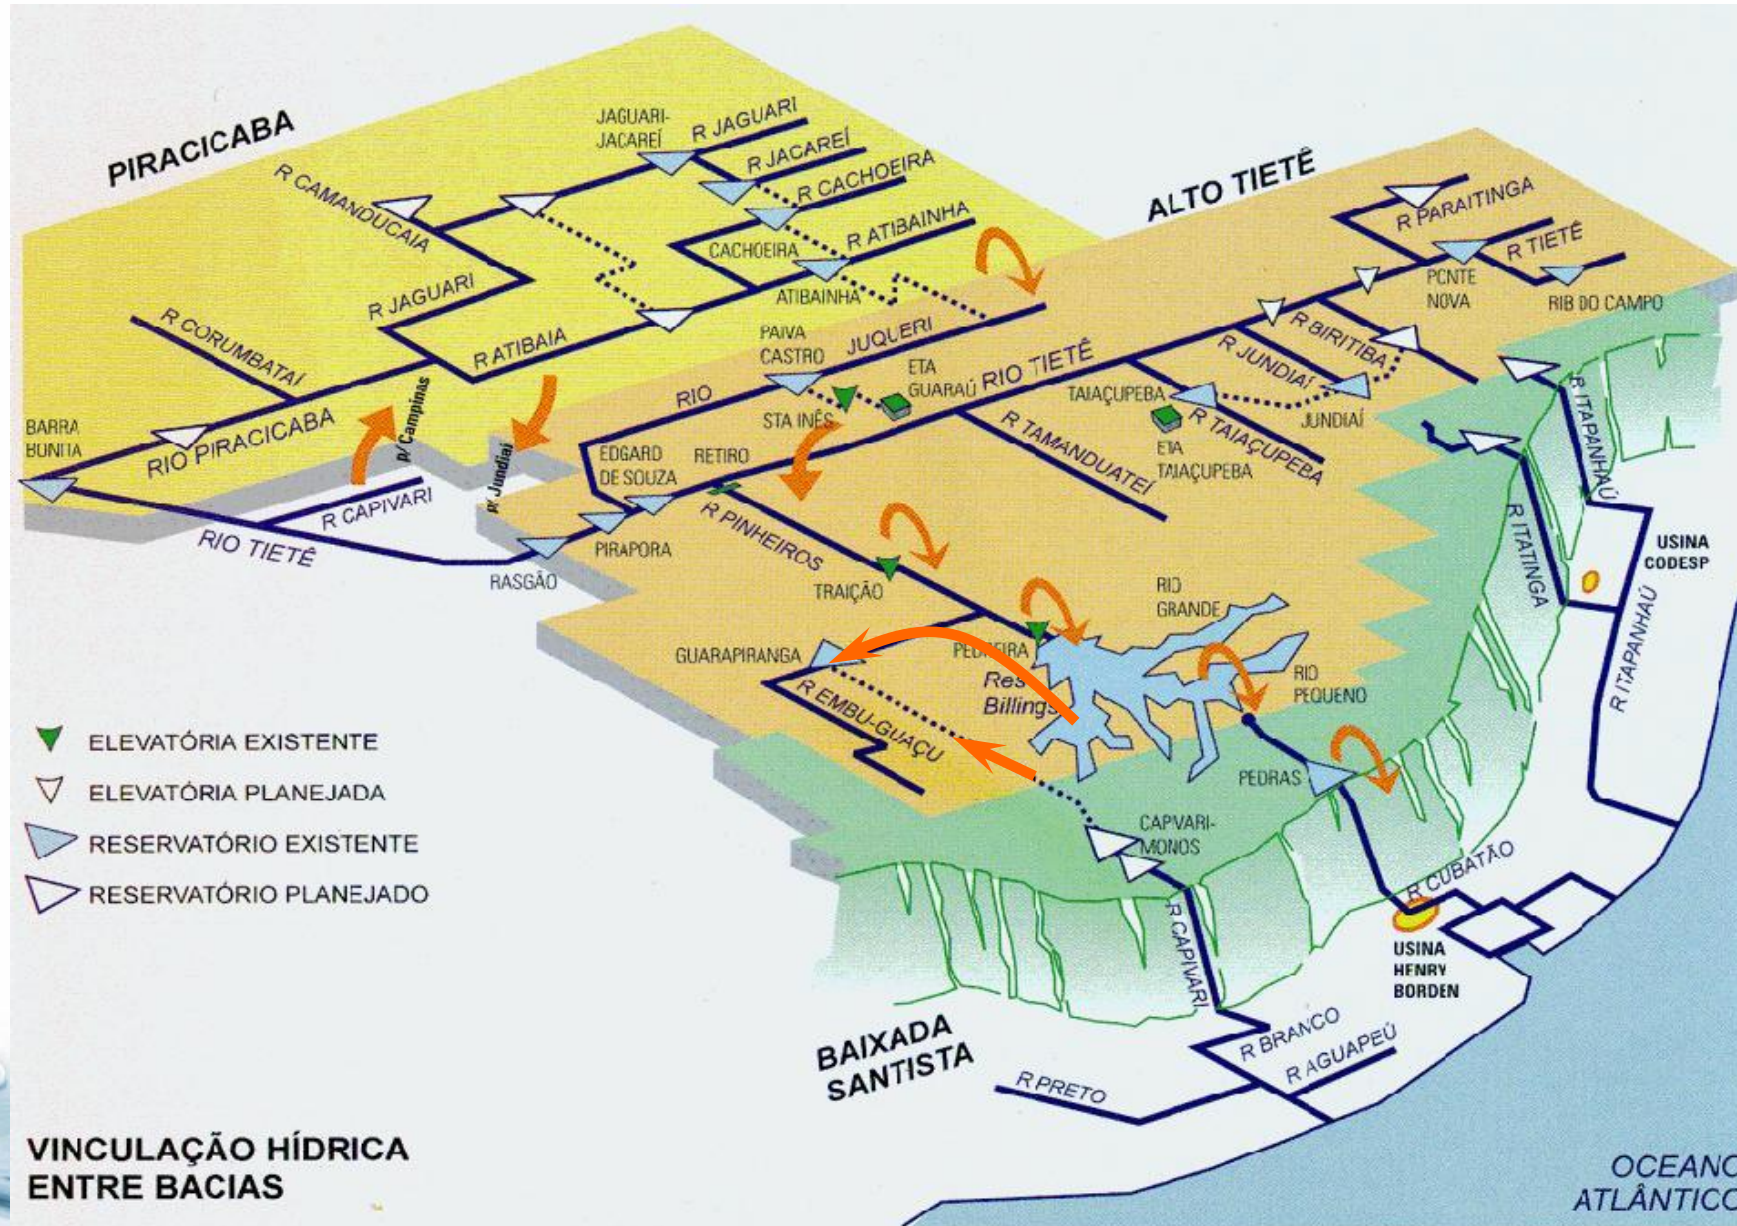 PIRACICABA
R CAMANDUCAIA
JAGUARI-
JACAREÍ
R JAGUARI
R JACAREÍ
R CACHOEIRA
R ATIBAINHA
CACHOEIRA
ATIBAINHA
R JAGUARI
R CORUMBATAÍ
R ATIBAIA
RIO PIRACICABA
BARRA
BONITA
p/ Campinas
p/ Jundiaí
R CAPIVARI
RIO TIETÊ
ALTO TIETÊ
R PARAITINGA
R TIETÊ
PONTE
NOVA
RIB DO CAMPO
R BIRITIBA
R JUNDIAÍ
JUNDIAÍ
PAIVA
CASTRO
RIO
JUQUERI
ETA
GUARAÚ
STA INÊS
RIO TIETÊ
TAIAÇUPEBA
R TAIAÇUPEBA
ETA
TAIAÇUPEBA
R TAMANDUATEÍ
EDGARD
DE SOUZA
RETIRO
R PINHEIROS
PIRAPORA
RASGÃO
TRAIÇÃO
RIO
GRANDE
GUARAPIRANGA
PEDREIRA
Res
Billings
RIO
PEQUENO
R EMBU-GUAÇU
PEDRAS
R ITAPANHAÚ
R ITATINGA
USINA
CODESP
R ITAPANHAÚ
CAPIVARI-
MONOS
R CAPIVARI
R CUBATÃO
USINA
HENRY
BORDEN
R BRANCO
R AGUAPEÚ
R PRETO
BAIXADA
SANTISTA
ELEVATÓRIA EXISTENTE
ELEVATÓRIA PLANEJADA
RESERVATÓRIO EXISTENTE
RESERVATÓRIO PLANEJADO
VINCULAÇÃO HÍDRICA
ENTRE BACIAS
OCEANO
ATLÂNTICO